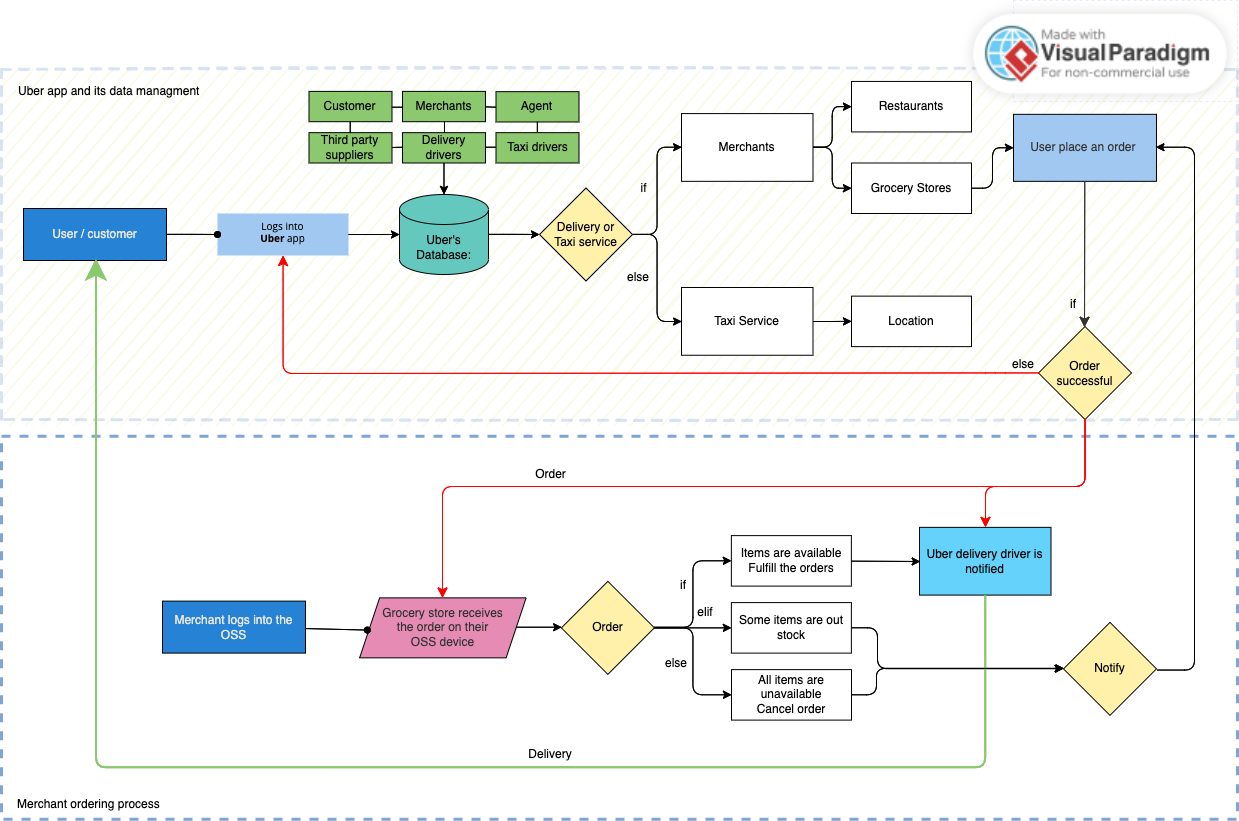 Made with
Visual Paradigm
For non-commercial use
Uber app and its data managment
Customer
Merchants
Agent
Third party
suppliers
Delivery
drivers
Taxi drivers
Restaurants
Merchants
User place an order
Grocery Stores
if
User / customer
Logs into
Uber app
Uber's
Database:
Delivery or
Taxi service
else
Taxi Service
Location
if
else
Order
successful
Order
Items are available
Fulfill the orders
Uber delivery driver is
notified
if
elif
Merchant logs into the
OSS
Grocery store receives
the order on their
OSS device
Order
Some items are out
stock
else
All items are
unavailable
Cancel order
Notify
Delivery
Merchant ordering process